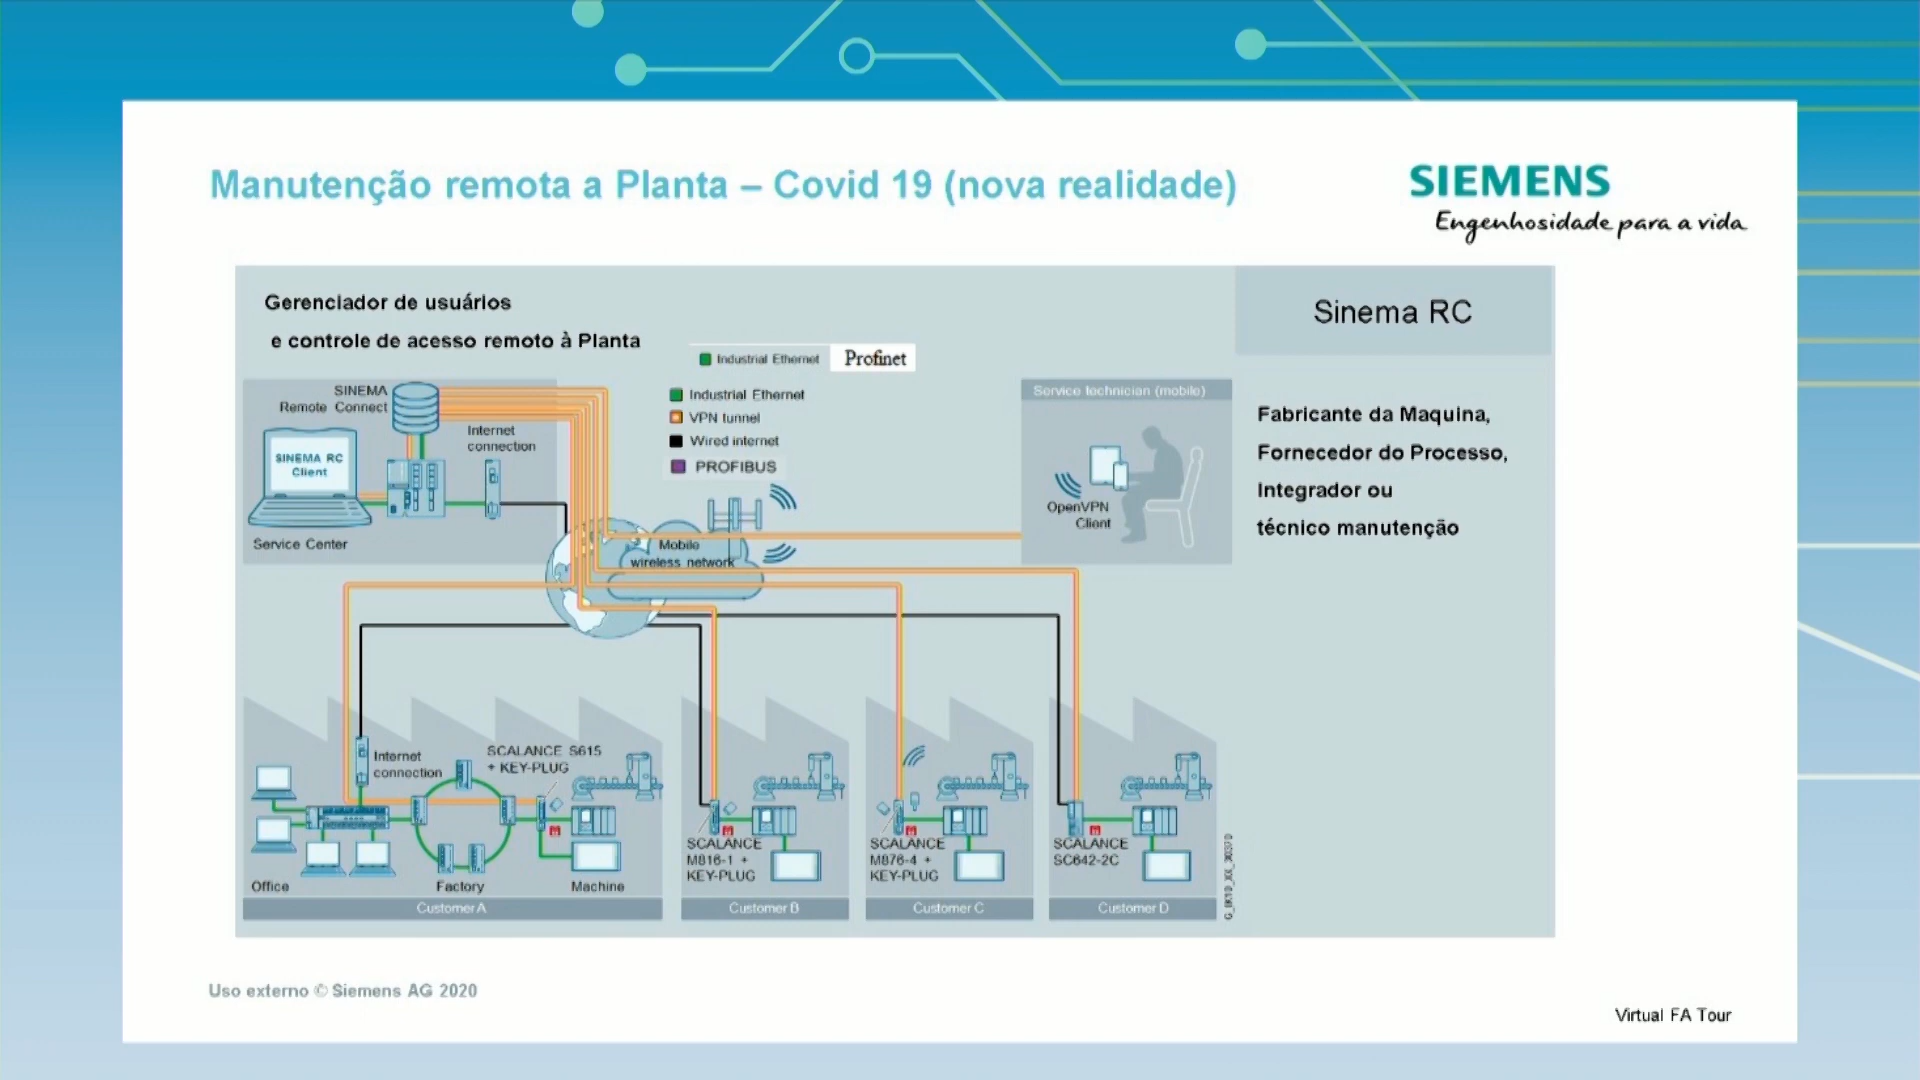 Manutenção remota a Planta – Covid 19 (nova realidade)
SIEMENS
Engenhosidade para a vida
Gerenciador de usuários
e controle de acesso remoto à Planta
Sinema RC
Industrial Ethernet
Profinet
Industrial Ethernet
VPN tunnel
Wired internet
PROFIBUS
SINEMA
Remote Connect
Internet
connection
SINEMA RC
Client
Service Center
Service technician (mobile)
OpenVPN
Client
Fabricante da Maquina,
Fornecedor do Processo,
Integrador ou
técnico manutenção
Mobile
wireless network
Internet
connection
SCALANCE S615
+ KEY-PLUG
Office
Factory
Machine
Customer A
SCALANCE
M816-1 +
KEY-PLUG
Customer B
SCALANCE
M876-4 +
KEY-PLUG
Customer C
SCALANCE
SC642-2C
Customer D
Uso externo © Siemens AG 2020
Virtual FA Tour